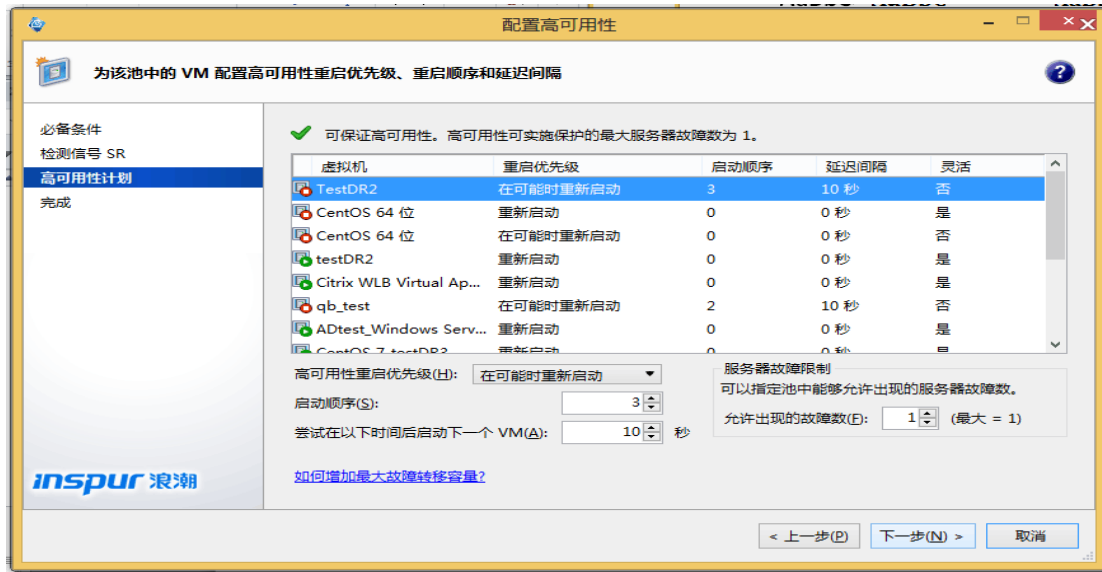 配置高可用性
为该池中的 VM 配置高可用性重启优先级、重启顺序和延迟间隔
必备条件
检测信号 SR
高可用性计划
完成
可保证高可用性。高可用性可实施保护的最大服务器故障数为 1。
虚拟机 重启优先级 启动顺序 延迟间隔 灵活
TestDR2 在可能时重新启动 3 10 秒 否
CentOS 64 位 重新启动 0 0 秒 是
CentOS 64 位 在可能时重新启动 0 0 秒 否
testDR2 重新启动 0 0 秒 是
Citrix WLB Virtual Ap... 重新启动 0 0 秒 是
qb_test 在可能时重新启动 2 10 秒 否
ADtest_Windows Serv... 重新启动 0 0 秒 是
高可用性重启优先级(H): 在可能时重新启动
启动顺序(S): 3
尝试在以下时间后启动下一个 VM(A): 10 秒
服务器故障限制
可以指定池中能够允许出现的服务器故障数。
允许出现的故障数(F): 1 (最大 = 1)
如何增加最大故障转移容量?
inspur 浪潮
< 上一步(P) 下一步(N) > 取消